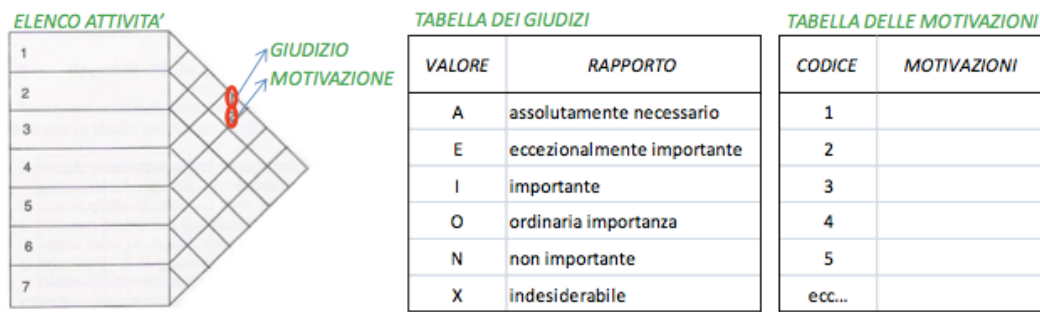 ELENCO ATTIVITA'
1
2
3
4
5
6
7
GIUDIZIO
MOTIVAZIONE
TABELLA DEI GIUDIZI
VALORE RAPPORTO
A assolutamente necessario
E eccezionalmente importante
I importante
O ordinaria importanza
N non importante
X indesiderabile
TABELLA DELLE MOTIVAZIONI
CODICE MOTIVAZIONI
1
2
3
4
5
ecc...